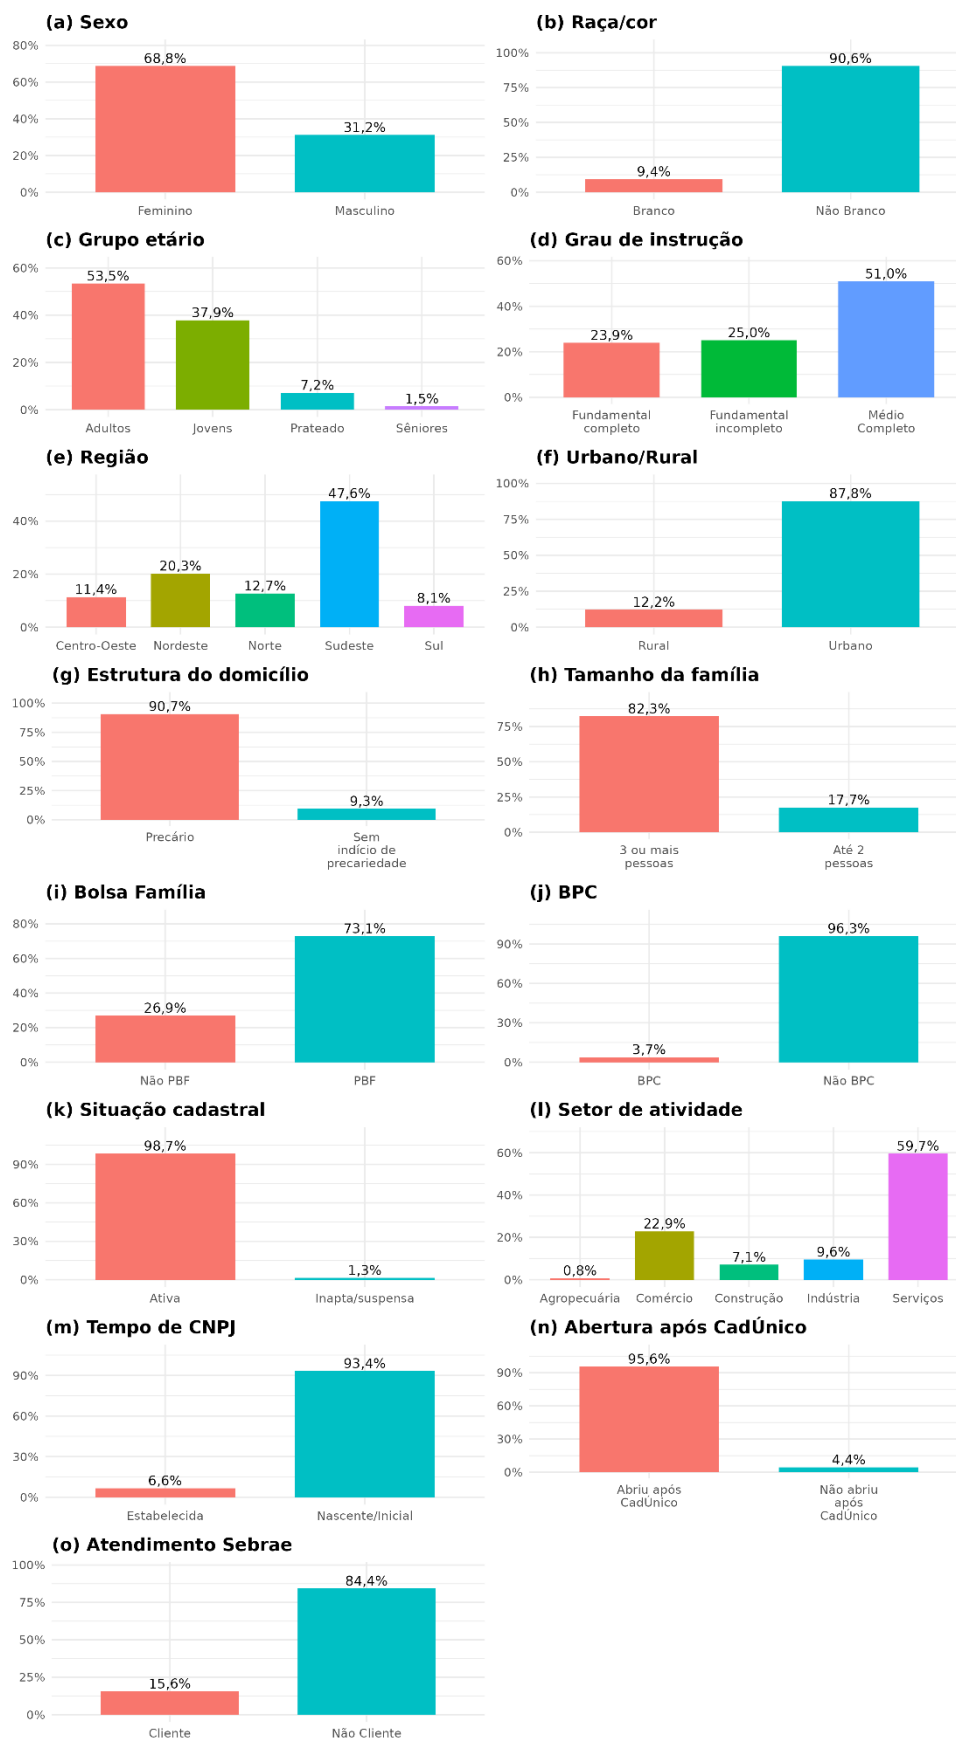 (a) Sexo
80%
60%
40%
20%
0%
68,8%
31,2%
Feminino
Masculino
(b) Raça/cor
100%
75%
50%
25%
0%
9,4%
90,6%
Branco
Não Branco
(c) Grupo etário
60%
40%
20%
0%
53,5%
37,9%
7,2%
1,5%
Adultos
Jovens
Prateado
Sêniores
(d) Grau de instrução
60%
40%
20%
0%
23,9%
25,0%
51,0%
Fundamental
completo
Fundamental
incompleto
Médio
Completo
(e) Região
40%
20%
0%
11,4%
20,3%
12,7%
47,6%
8,1%
Centro-Oeste
Nordeste
Norte
Sudeste
Sul
(f) Urbano/Rural
100%
75%
50%
25%
0%
12,2%
87,8%
Rural
Urbano
(g) Estrutura do domicílio
100%
75%
50%
25%
0%
90,7%
9,3%
Precário
Sem
indício de
precariedade
(h) Tamanho da família
75%
50%
25%
0%
82,3%
17,7%
3 ou mais
pessoas
Até 2
pessoas
(i) Bolsa Família
80%
60%
40%
20%
0%
26,9%
73,1%
Não PBF
PBF
(j) BPC
90%
60%
30%
0%
3,7%
96,3%
BPC
Não BPC
(k) Situação cadastral
90%
60%
30%
0%
98,7%
1,3%
Ativa
Inapta/suspensa
(l) Setor de atividade
60%
40%
20%
0%
0,8%
22,9%
7,1%
9,6%
59,7%
Agropecuária
Comércio
Construção
Indústria
Serviços
(m) Tempo de CNPJ
90%
60%
30%
0%
6,6%
93,4%
Estabelecida
Nascente/Inicial
(n) Abertura após CadÚnico
90%
60%
30%
0%
95,6%
4,4%
Abriu após
CadÚnico
Não abriu
após
CadÚnico
(o) Atendimento Sebrae
100%
75%
50%
25%
0%
15,6%
84,4%
Cliente
Não Cliente